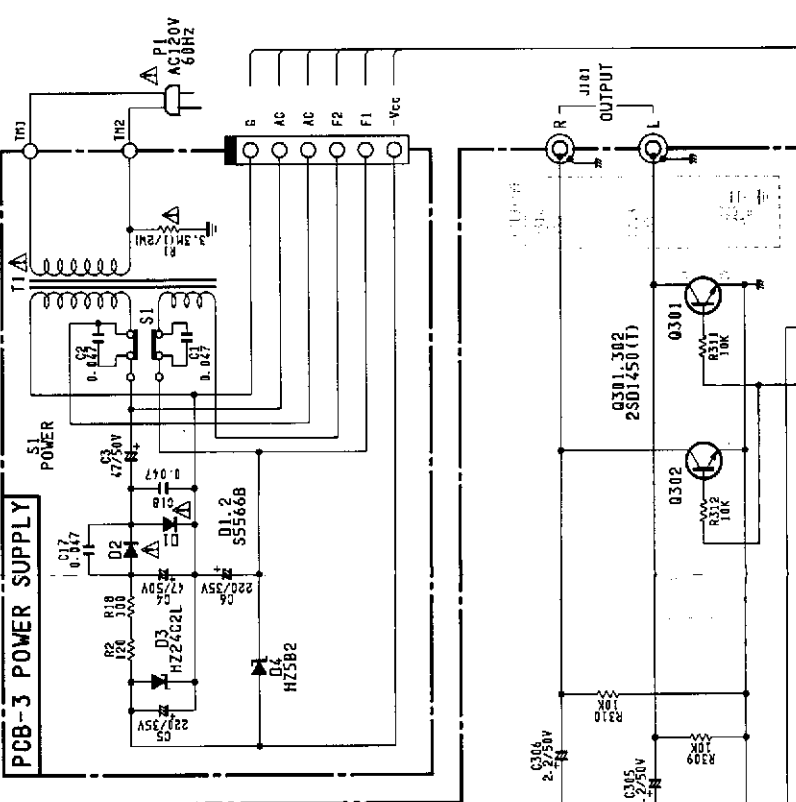 P1
AC120V
60Hz
TM1
TM2
G
AC
AC
F2
F1
-Vcc
J101
OUTPUT
R
L
R1
3.3M(1/2W)
T1
S1
C2
0.047
C1
0.047
S1
POWER
C3
47/50V
C18
0.047
D1
D1.2
S5566B
C17
0.047
D2
C4
47/50V
C6
220/35V
R18
100
R2
120
D3
HZ24C2L
D4
HZ5B2
C5
220/35V
PCB-3 POWER SUPPLY
Q301
R311
10K
Q301.302
2SD1450(T)
Q302
R312
10K
R310
10K
R309
10K
C306
2.2/50V
C305
.2/50V